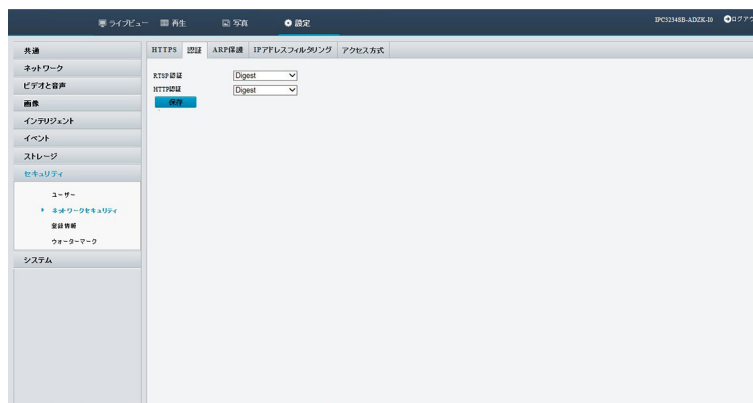 ライブビュー 再生 写真 設定 IPC3234SB-ADZK-I0 ログアウ
共通
ネットワーク
ビデオと音声
画像
インテリジェント
イベント
ストレージ
セキュリティ
ユーザー
ネットワークセキュリティ
登録情報
ウォーターマーク
システム
HTTPS 認証 ARP保護 IPアドレスフィルタリング アクセス方式
RTSP認証 Digest
HTTP認証 Digest
保存